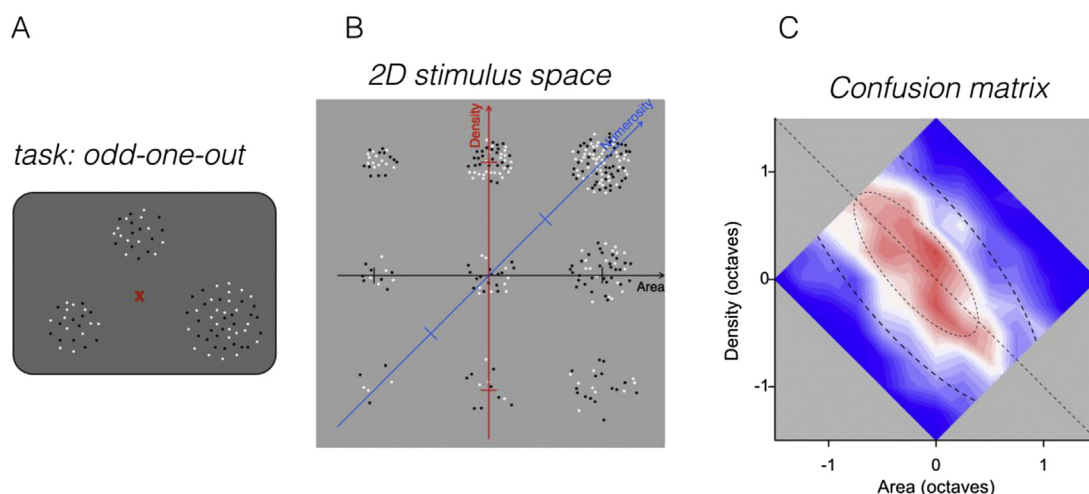 A
task: odd-one-out
X
B
2D stimulus space
Density
Numerosity
Area
C
Confusion matrix
Density (octaves)
1
0
-1
-1
0
1
Area (octaves)